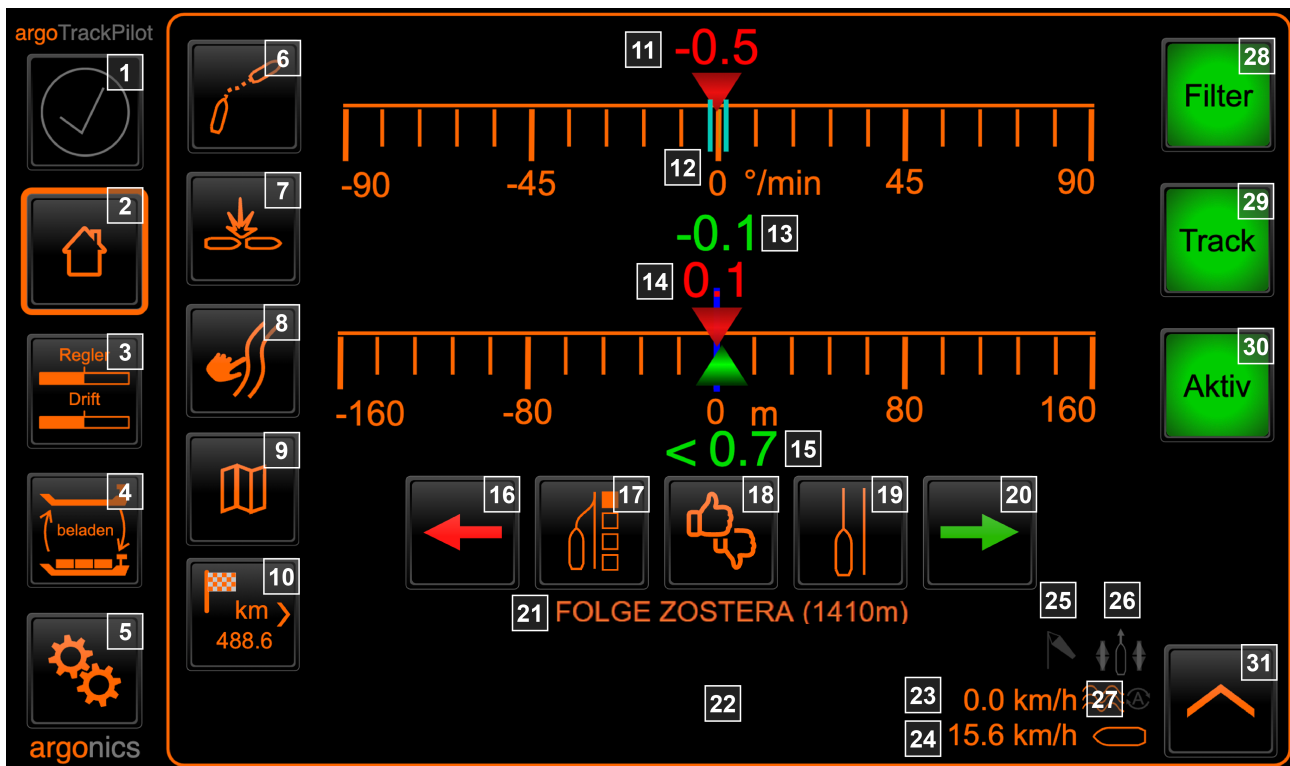 argoTrackPilot
1
2
Regler 3
Drift
4
beladen
5
argonics
6
7
8
9
10
km
488.6
11 -0.5
-90 -45 12 0 °/min 45 90
-0.1 13
14 0.1
-160 -80 0 m 80 160
< 0.7 15
16 17 18 19 20
21 FOLGE ZOSTERA (1410m)
22
25 26
23 0.0 km/h 27 A
24 15.6 km/h
28
Filter
29
Track
30
Aktiv
31